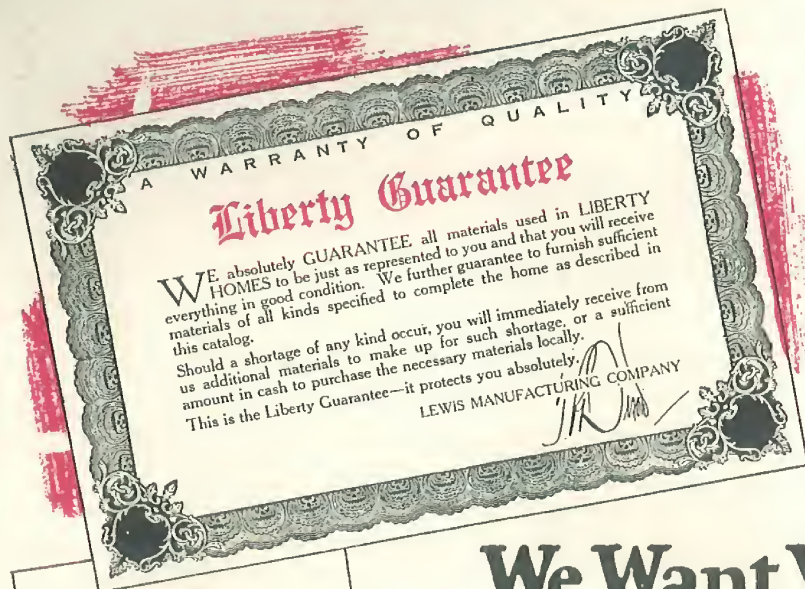 A WARRANTY OF QUALITY
Liberty Guarantee
WE absolutely GUARANTEE all materials used in LIBERTY
HOMES to be just as represented to you and that you will receive
everything in good condition. We further guarantee to furnish sufficient
materials of all kinds specified to complete the home as described in
this catalog.
Should a shortage of any kind occur, you will immediately receive from
us additional materials to make up for such shortage, or a sufficient
amount in cash to purchase the necessary materials locally.
This is the Liberty Guarantee—it protects you absolutely.
LEWIS MANUFACTURING COMPANY
We Want